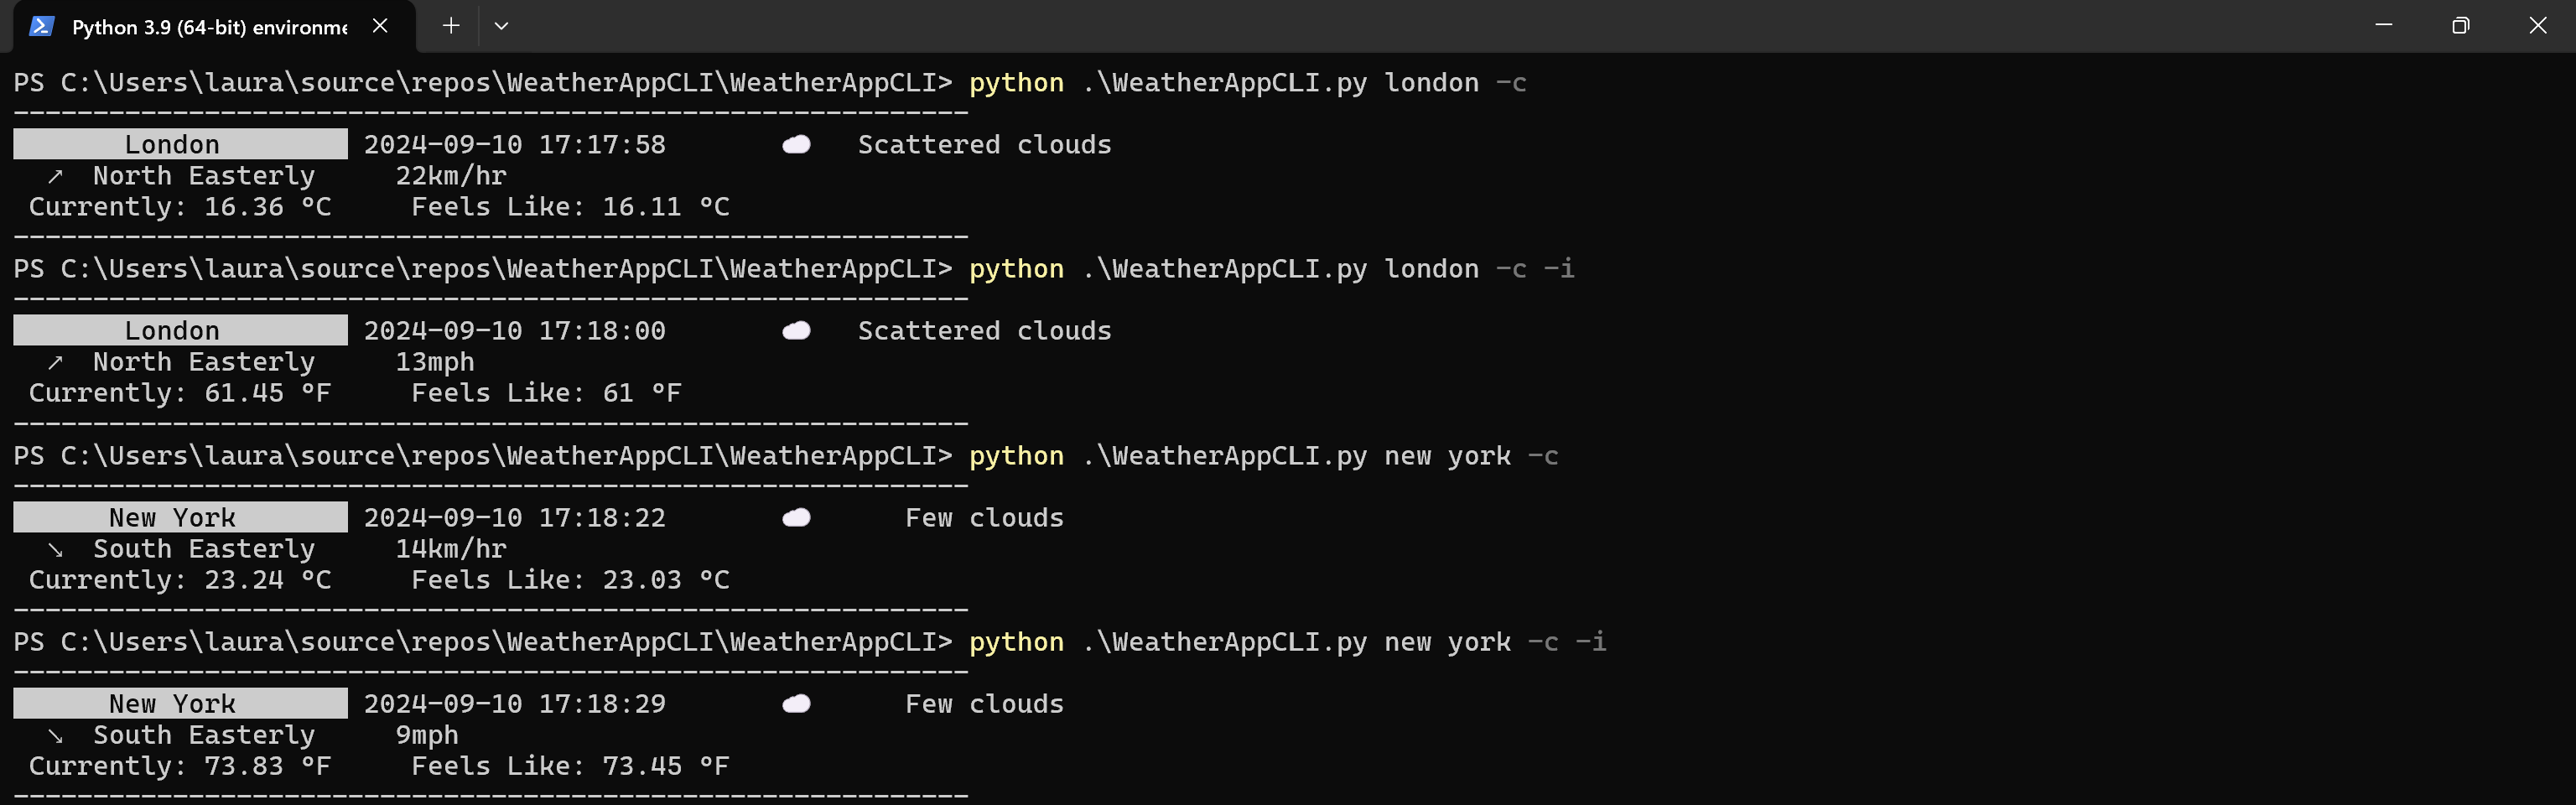 Python 3.9 (64-bit) environme
PS C:\Users\laura\source\repos\WeatherAppCLI\WeatherAppCLI> python .\WeatherAppCLI.py london -c
------------------------------------------------------------
London 2024-09-10 17:17:58 ☁ Scattered clouds
↗ North Easterly 22km/hr
Currently: 16.36 °C Feels Like: 16.11 °C
------------------------------------------------------------
PS C:\Users\laura\source\repos\WeatherAppCLI\WeatherAppCLI> python .\WeatherAppCLI.py london -c -i
------------------------------------------------------------
London 2024-09-10 17:18:00 ☁ Scattered clouds
↗ North Easterly 13mph
Currently: 61.45 °F Feels Like: 61 °F
------------------------------------------------------------
PS C:\Users\laura\source\repos\WeatherAppCLI\WeatherAppCLI> python .\WeatherAppCLI.py new york -c
------------------------------------------------------------
New York 2024-09-10 17:18:22 ☁ Few clouds
↘ South Easterly 14km/hr
Currently: 23.24 °C Feels Like: 23.03 °C
------------------------------------------------------------
PS C:\Users\laura\source\repos\WeatherAppCLI\WeatherAppCLI> python .\WeatherAppCLI.py new york -c -i
------------------------------------------------------------
New York 2024-09-10 17:18:29 ☁ Few clouds
↘ South Easterly 9mph
Currently: 73.83 °F Feels Like: 73.45 °F
------------------------------------------------------------